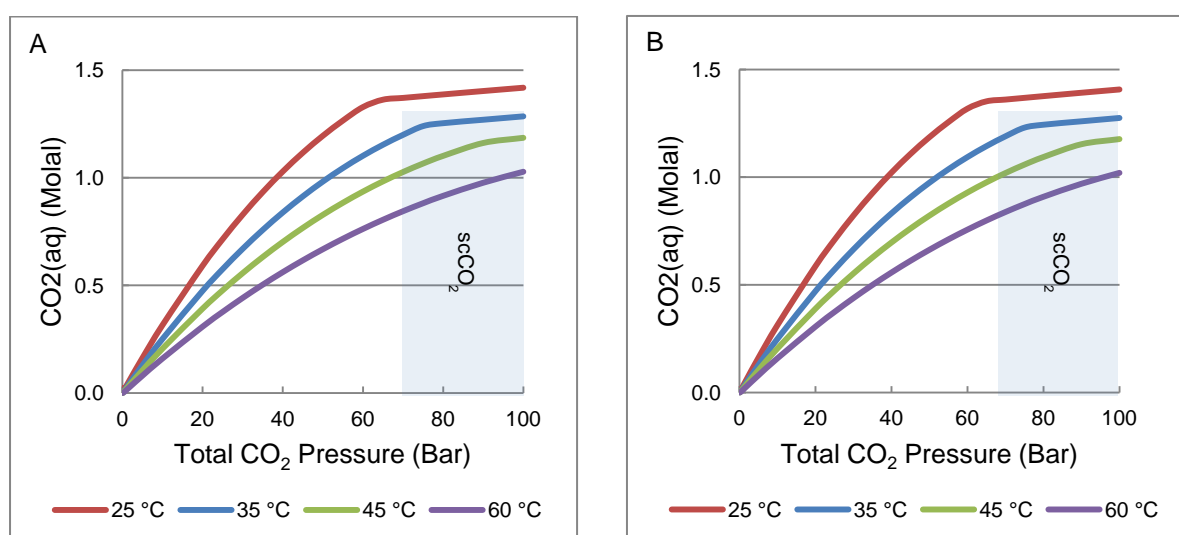 A
1.5
1.0
0.5
0.0
CO2(aq) (Molal)
scCO₂
0 20 40 60 80 100
Total CO₂ Pressure (Bar)
25 °C 35 °C 45 °C 60 °C
B
1.5
1.0
0.5
0.0
CO2(aq) (Molal)
scCO₂
0 20 40 60 80 100
Total CO₂ Pressure (Bar)
25 °C 35 °C 45 °C 60 °C